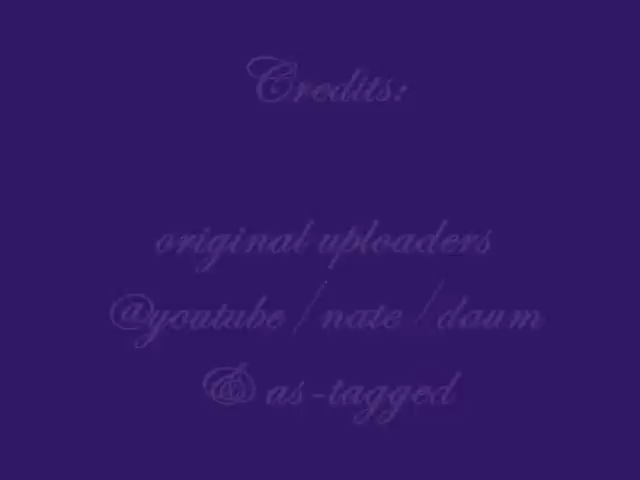 Credits:
original uploaders
@youtube / nate / daum
& as-tagged